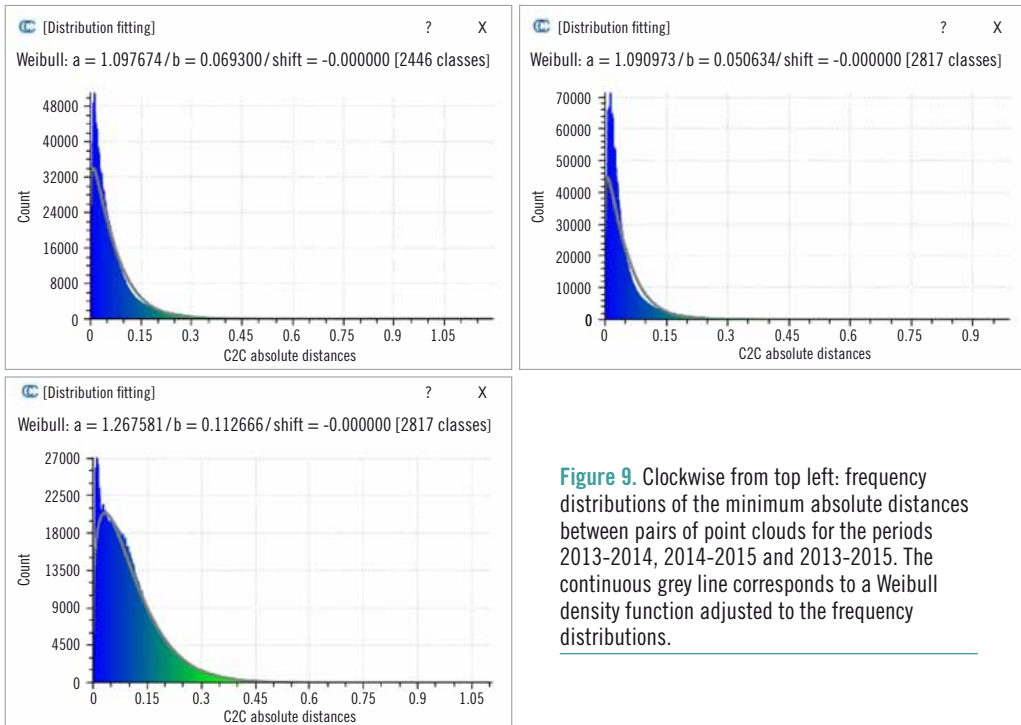 [Distribution fitting] ? X
Weibull: a = 1.097674/ b = 0.069300/ shift = -0.000000 [2446 classes]
48000
40000
32000
24000
16000
8000
0
Count
0 0.15 0.3 0.45 0.6 0.75 0.9 1.05
C2C absolute distances
[Distribution fitting] ? X
Weibull: a = 1.090973/ b = 0.050634/ shift = -0.000000 [2817 classes]
70000
60000
50000
40000
30000
20000
10000
0
Count
0 0.15 0.3 0.45 0.6 0.75 0.9
C2C absolute distances
[Distribution fitting] ? X
Weibull: a = 1.267581/ b = 0.112666/ shift = -0.000000 [2817 classes]
27000
22500
18000
13500
9000
4500
0
Count
0 0.15 0.3 0.45 0.6 0.75 0.9 1.05
C2C absolute distances
Figure 9. Clockwise from top left: frequency
distributions of the minimum absolute distances
between pairs of point clouds for the periods
2013-2014, 2014-2015 and 2013-2015. The
continuous grey line corresponds to a Weibull
density function adjusted to the frequency
distributions.